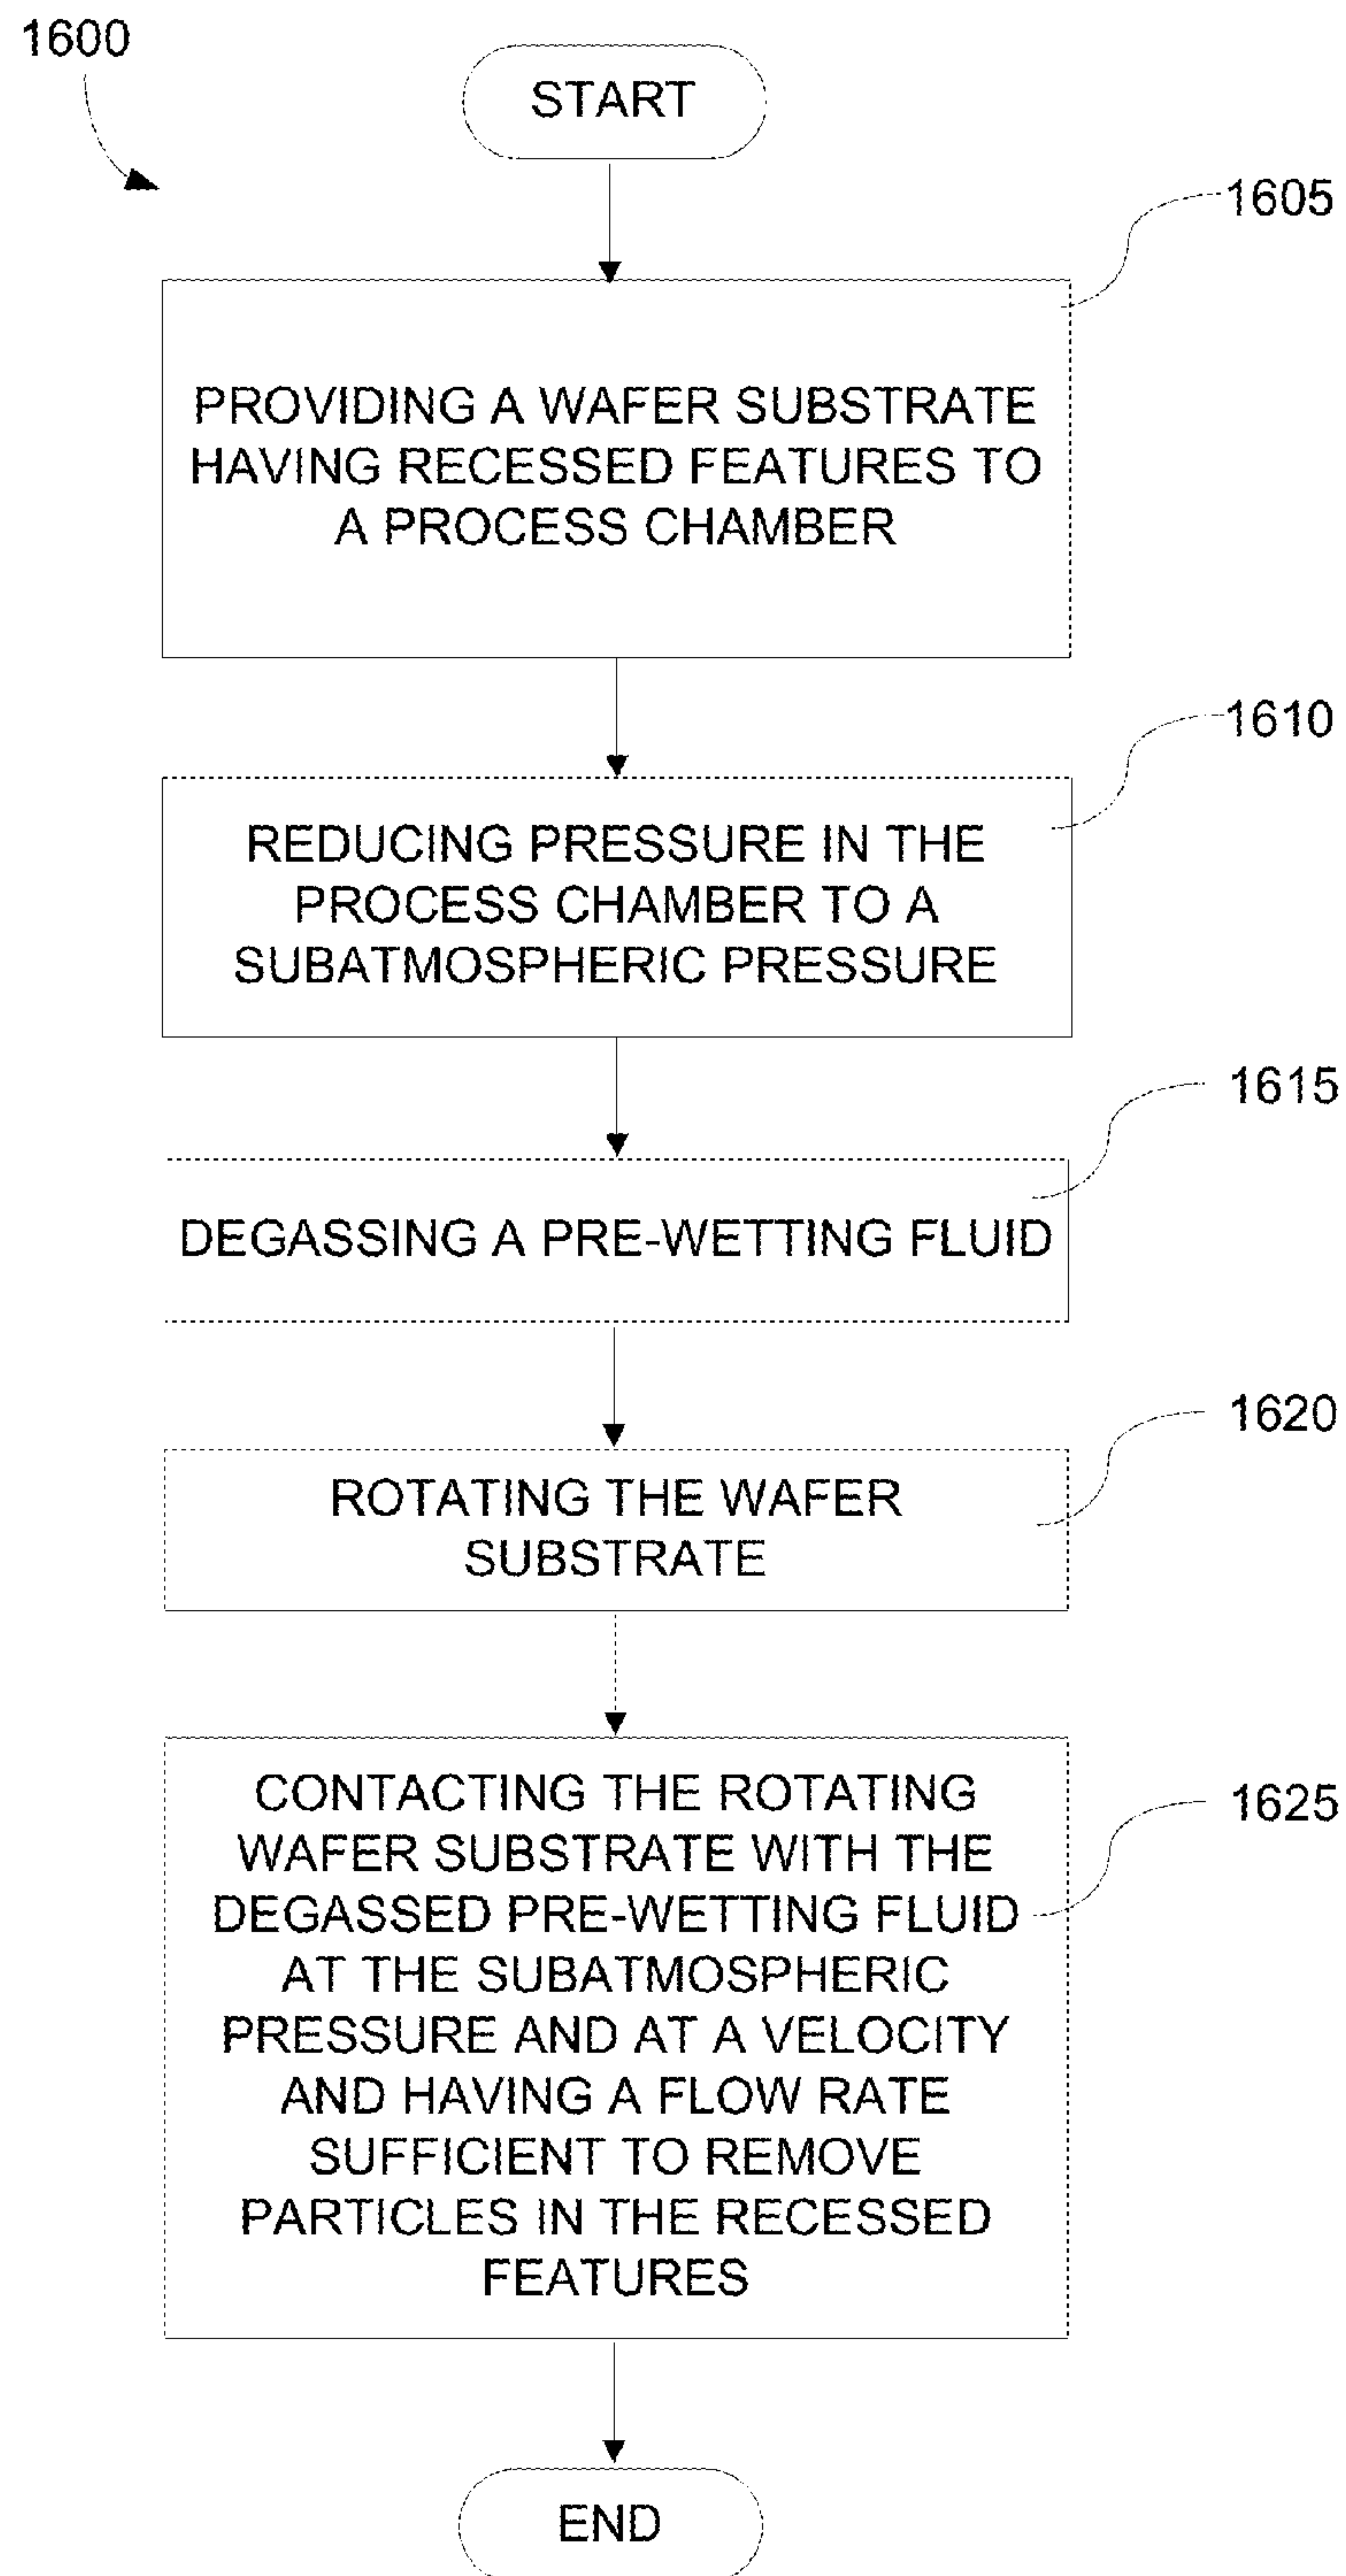 1600
START
1605
PROVIDING A WAFER SUBSTRATE
HAVING RECESSED FEATURES TO
A PROCESS CHAMBER
1610
REDUCING PRESSURE IN THE
PROCESS CHAMBER TO A
SUBATMOSPHERIC PRESSURE
1615
DEGASSING A PRE-WETTING FLUID
1620
ROTATING THE WAFER
SUBSTRATE
1625
CONTACTING THE ROTATING
WAFER SUBSTRATE WITH THE
DEGASSED PRE-WETTING FLUID
AT THE SUBATMOSPHERIC
PRESSURE AND AT A VELOCITY
AND HAVING A FLOW RATE
SUFFICIENT TO REMOVE
PARTICLES IN THE RECESSED
FEATURES
END